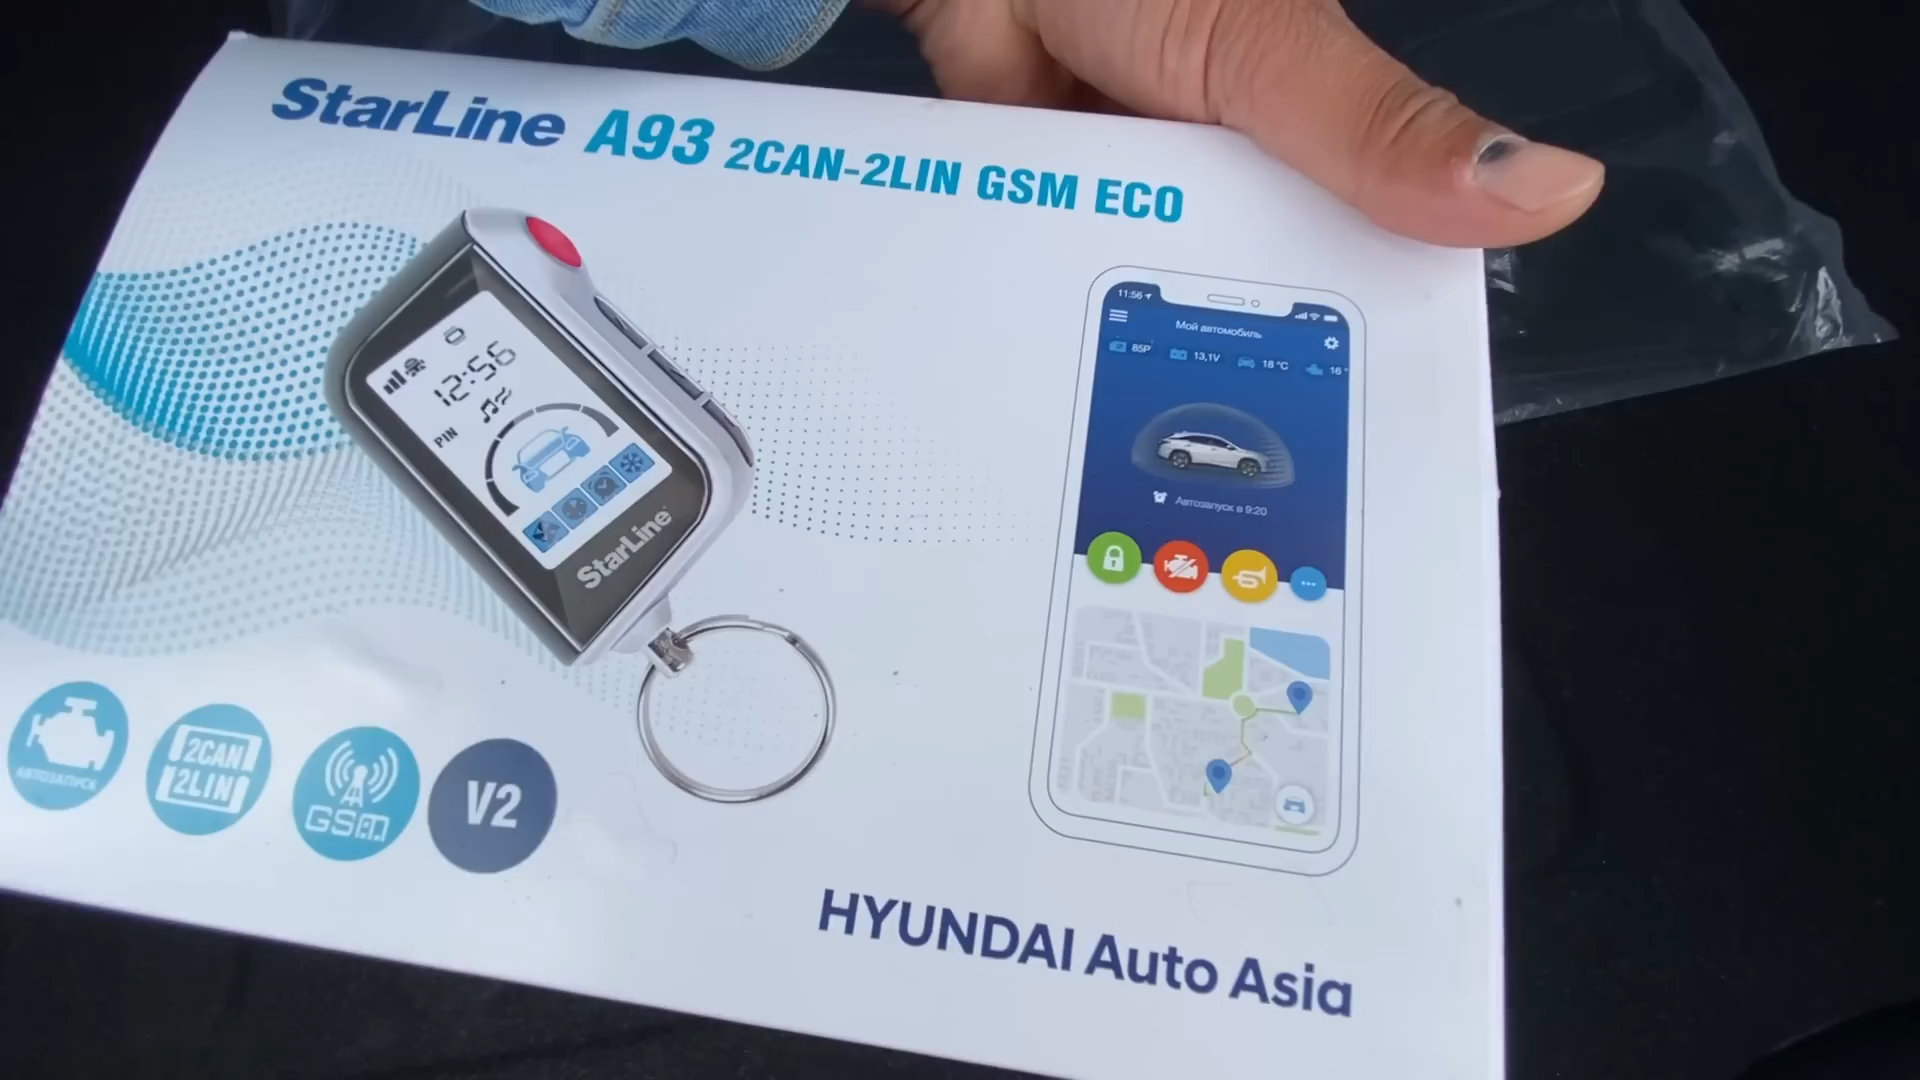 StarLine A93 2CAN-2LIN GSM ECO
12:56
PIN
StarLine
11:56
Мой автомобиль
85P 13,1V 18 °C 16
Автозапуск в 9:20
АВТОЗАПУСК
2CAN
2LIN
GSM
V2
HYUNDAI Auto Asia